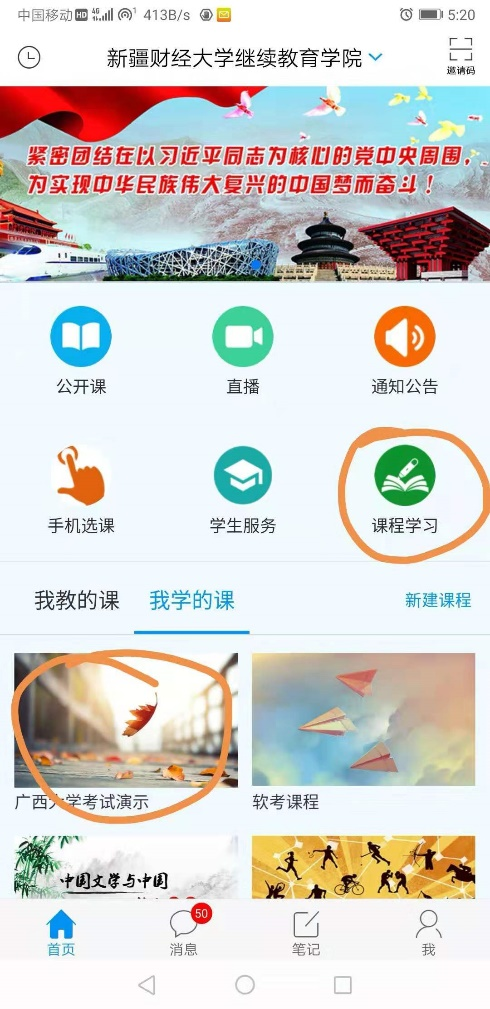 中国移动 HD 4G 413B/s 5:20
新疆财经大学继续教育学院
邀请码
紧密团结在以习近平同志为核心的党中央周围，
为实现中华民族伟大复兴的中国梦而奋斗！
公开课 直播 通知公告
手机选课 学生服务 课程学习
我教的课 我学的课 新建课程
广西大学考试演示 软考课程
中国文学与中国
50
首页 消息 笔记 我